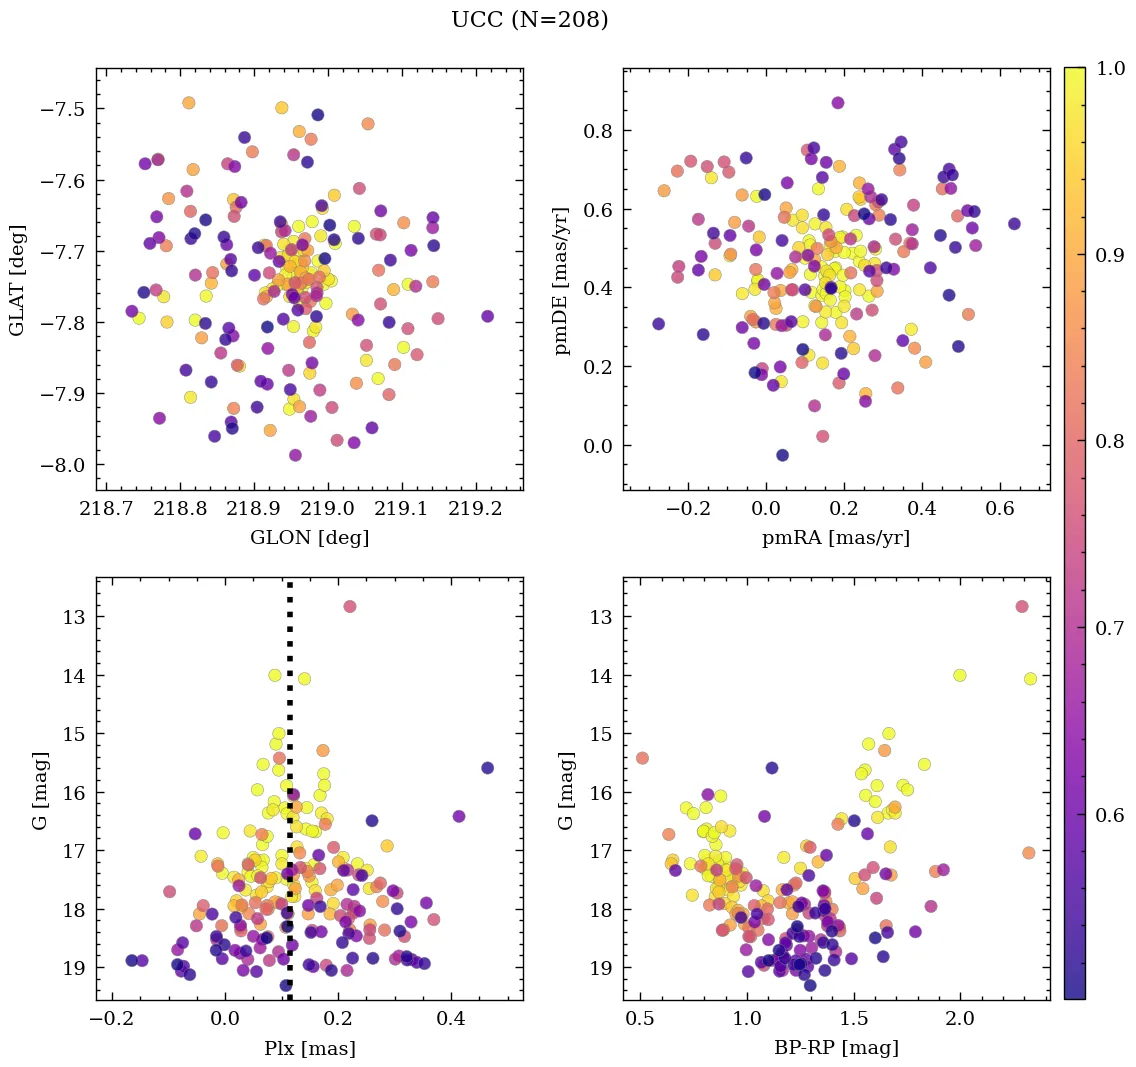 UCC (N=208)
−7.5
−7.6
−7.7
−7.8
−7.9
−8.0
GLAT [deg]
218.7 218.8 218.9 219.0 219.1 219.2
GLON [deg]
0.8
0.6
0.4
0.2
0.0
pmDE [mas/yr]
−0.2 0.0 0.2 0.4 0.6
pmRA [mas/yr]
13
14
15
16
17
18
19
G [mag]
−0.2 0.0 0.2 0.4
Plx [mas]
13
14
15
16
17
18
19
G [mag]
0.5 1.0 1.5 2.0
BP-RP [mag]
1.0
0.9
0.8
0.7
0.6